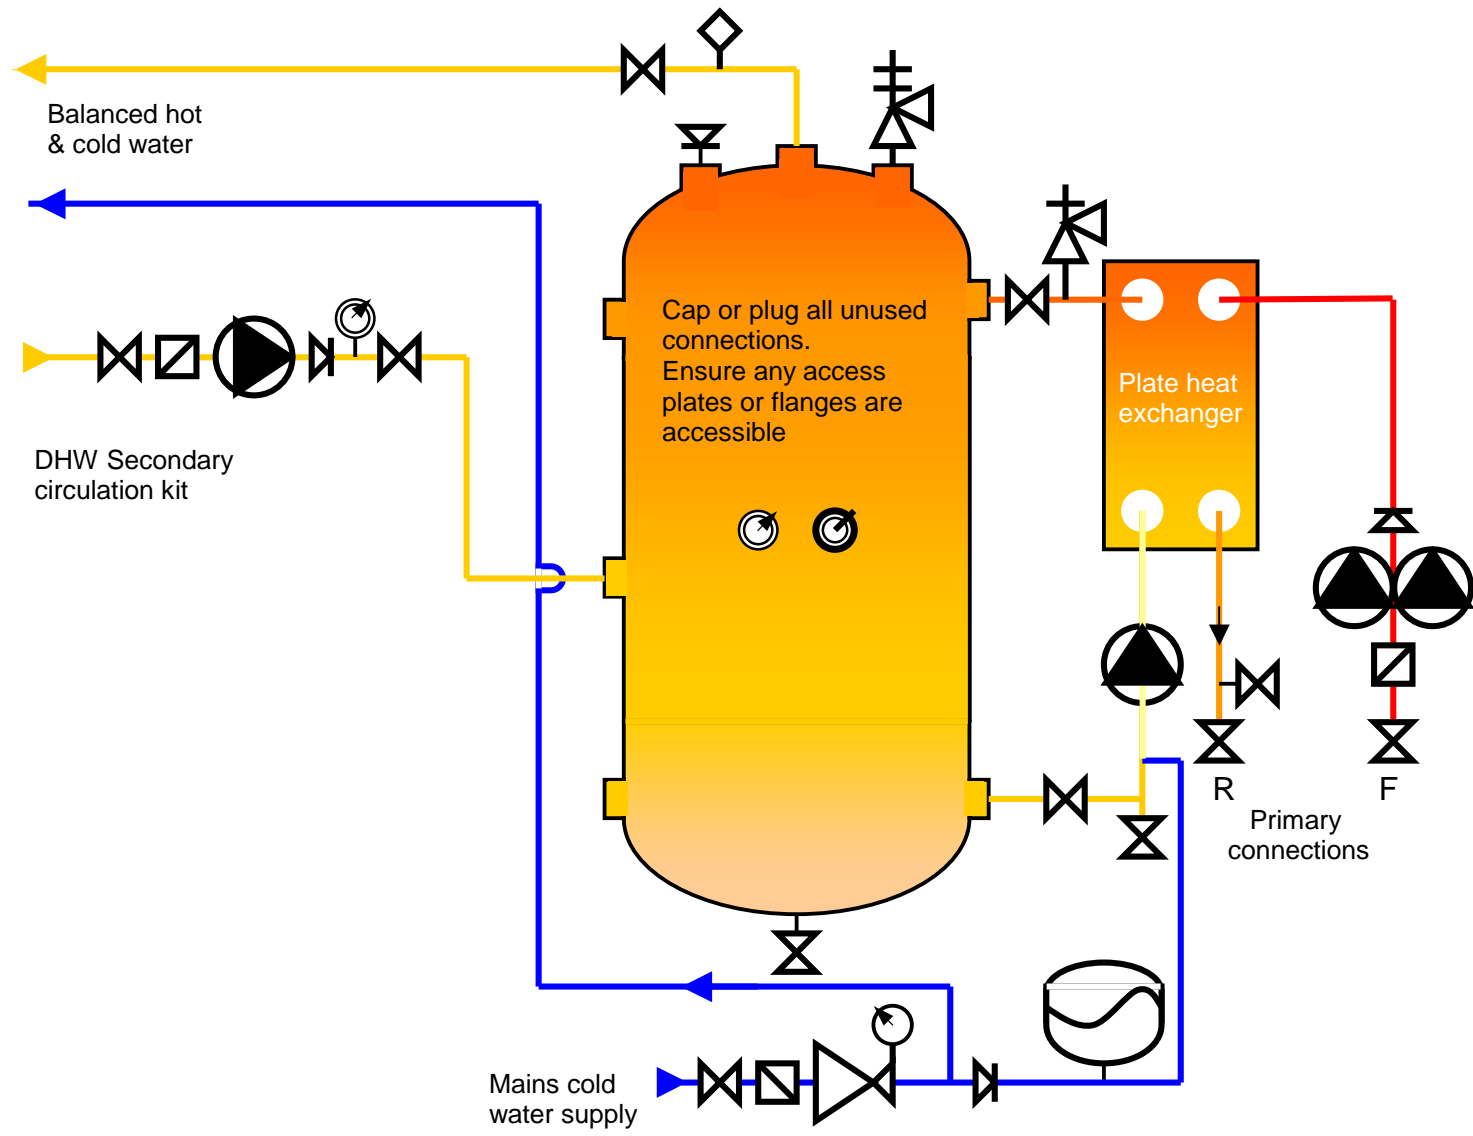 Balanced hot
& cold water
Cap or plug all unused
connections.
Ensure any access
plates or flanges are
accessible
Plate heat
exchanger
DHW Secondary
circulation kit
R
F
Primary
connections
Mains cold
water supply